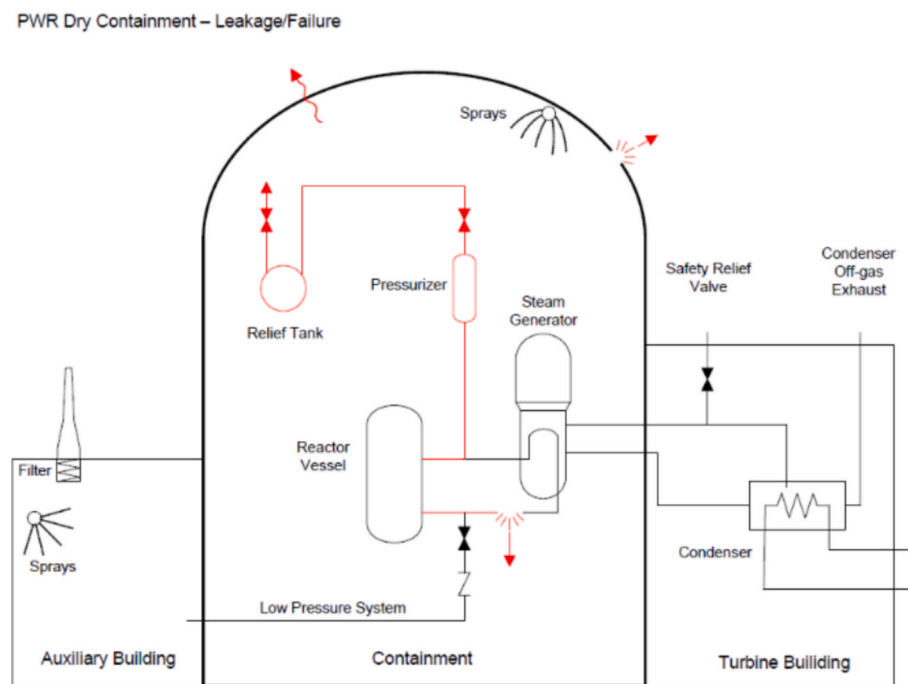 PWR Dry Containment – Leakage/Failure
Sprays
Condenser
Off-gas
Exhaust
Safety Relief
Valve
Pressurizer
Steam
Generator
Relief Tank
Reactor
Vessel
Filter
Sprays
Condenser
Low Pressure System
Auxiliary Building
Containment
Turbine Builiding